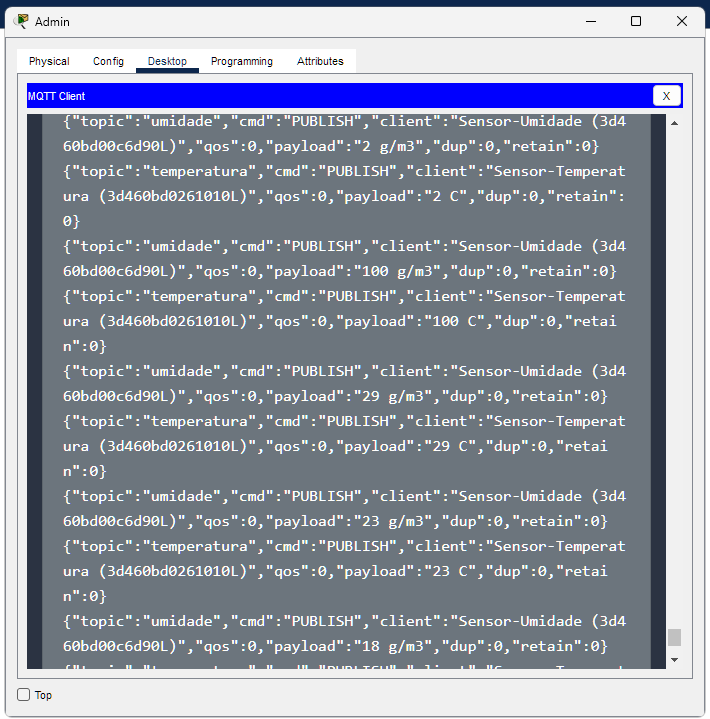 Admin
Physical Config Desktop Programming Attributes
MQTT Client
X
{"topic":"umidade","cmd":"PUBLISH","client":"Sensor-Umidade (3d4
60bd00c6d90L)","qos":0,"payload":"2 g/m3","dup":0,"retain":0}
{"topic":"temperatura","cmd":"PUBLISH","client":"Sensor-Temperat
ura (3d460bd0261010L)","qos":0,"payload":"2 C","dup":0,"retain":
0}
{"topic":"umidade","cmd":"PUBLISH","client":"Sensor-Umidade (3d4
60bd00c6d90L)","qos":0,"payload":"100 g/m3","dup":0,"retain":0}
{"topic":"temperatura","cmd":"PUBLISH","client":"Sensor-Temperat
ura (3d460bd0261010L)","qos":0,"payload":"100 C","dup":0,"retai
n":0}
{"topic":"umidade","cmd":"PUBLISH","client":"Sensor-Umidade (3d4
60bd00c6d90L)","qos":0,"payload":"29 g/m3","dup":0,"retain":0}
{"topic":"temperatura","cmd":"PUBLISH","client":"Sensor-Temperat
ura (3d460bd0261010L)","qos":0,"payload":"29 C","dup":0,"retai
n":0}
{"topic":"umidade","cmd":"PUBLISH","client":"Sensor-Umidade (3d4
60bd00c6d90L)","qos":0,"payload":"23 g/m3","dup":0,"retain":0}
{"topic":"temperatura","cmd":"PUBLISH","client":"Sensor-Temperat
ura (3d460bd0261010L)","qos":0,"payload":"23 C","dup":0,"retai
n":0}
{"topic":"umidade","cmd":"PUBLISH","client":"Sensor-Umidade (3d4
60bd00c6d90L)","qos":0,"payload":"18 g/m3","dup":0,"retain":0}
Top